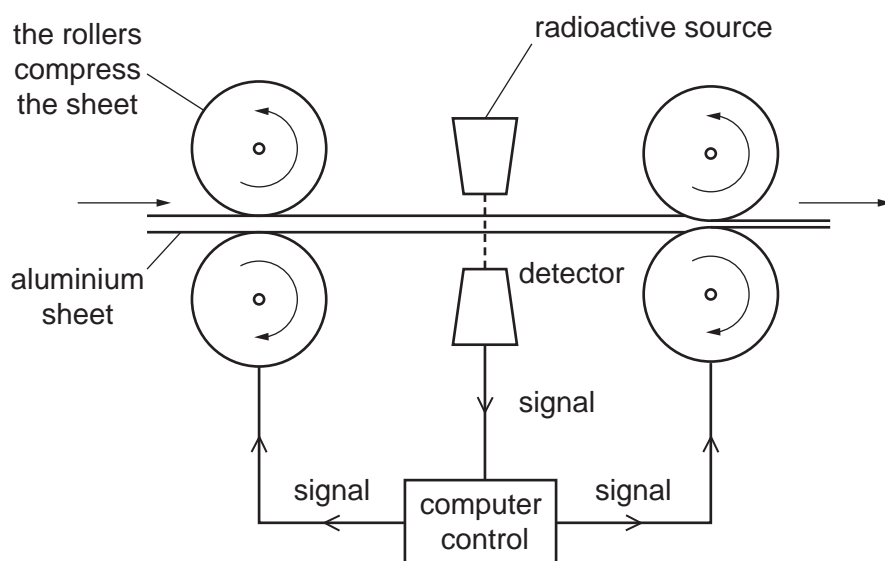 the rollers
compress
the sheet
radioactive source
aluminium
sheet
detector
signal
signal
signal
computer
control